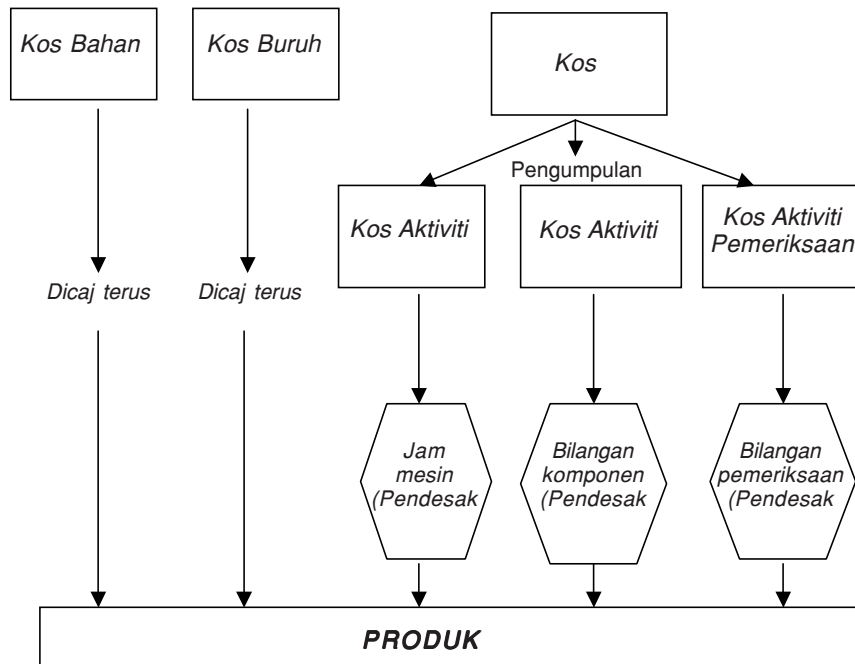 Kos Bahan
Kos Buruh
Kos
Pengumpulan
Kos Aktiviti
Kos Aktiviti
Kos Aktiviti
Pemeriksaan
Dicaj terus
Dicaj terus
Jam
mesin
(Pendesak
Bilangan
komponen
(Pendesak
Bilangan
pemeriksaan
(Pendesak
PRODUK